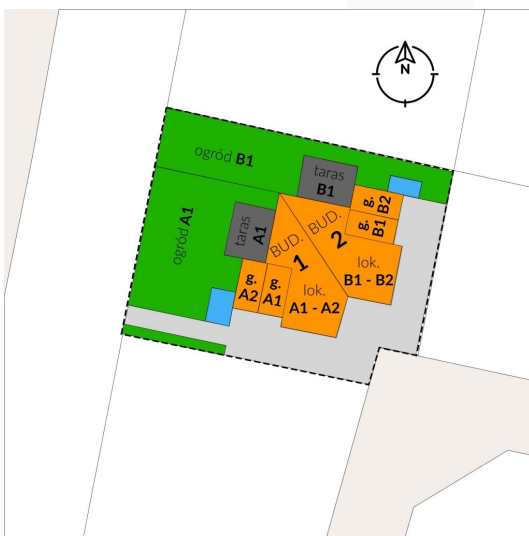 N
ogród B1
taras
B1
g.
B2
g.
B1
BUD.
2
lok.
B1 - B2
ogród A1
taras
A1
BUD.
1
lok.
A1 - A2
g.
A2
g.
A1